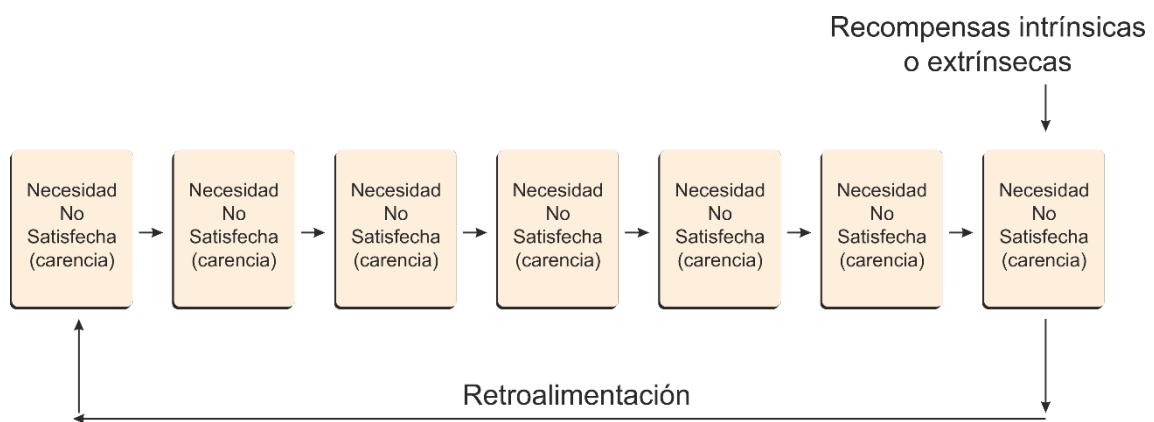 Recompensas intrínsicas
o extrínsecas
Necesidad
No
Satisfecha
(carencia)
Necesidad
No
Satisfecha
(carencia)
Necesidad
No
Satisfecha
(carencia)
Necesidad
No
Satisfecha
(carencia)
Necesidad
No
Satisfecha
(carencia)
Necesidad
No
Satisfecha
(carencia)
Necesidad
No
Satisfecha
(carencia)
Retroalimentación